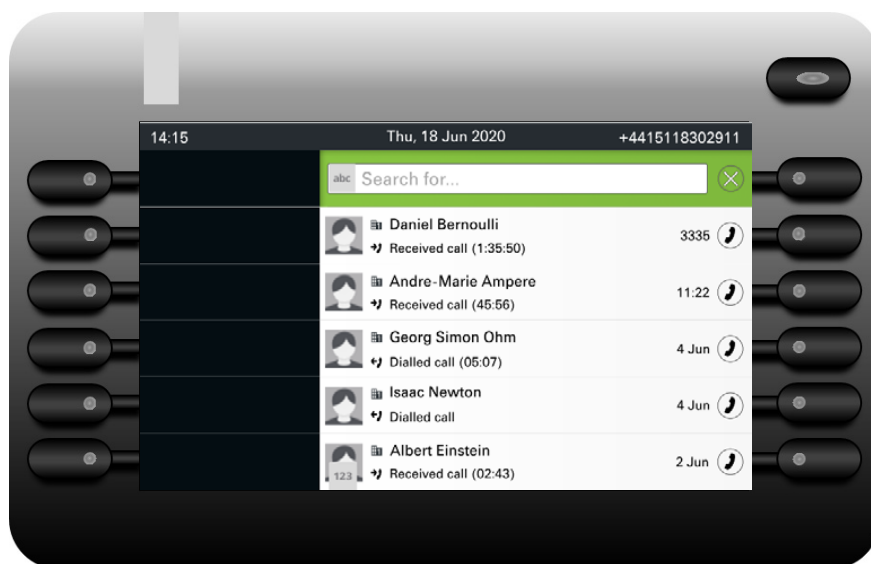 14:15 Thu, 18 Jun 2020 +4415118302911
abc Search for...
Daniel Bernoulli
Received call (1:35:50) 3335
Andre-Marie Ampere
Received call (45:56) 11:22
Georg Simon Ohm
Dialled call (05:07) 4 Jun
Isaac Newton
Dialled call 4 Jun
Albert Einstein
123 Received call (02:43) 2 Jun